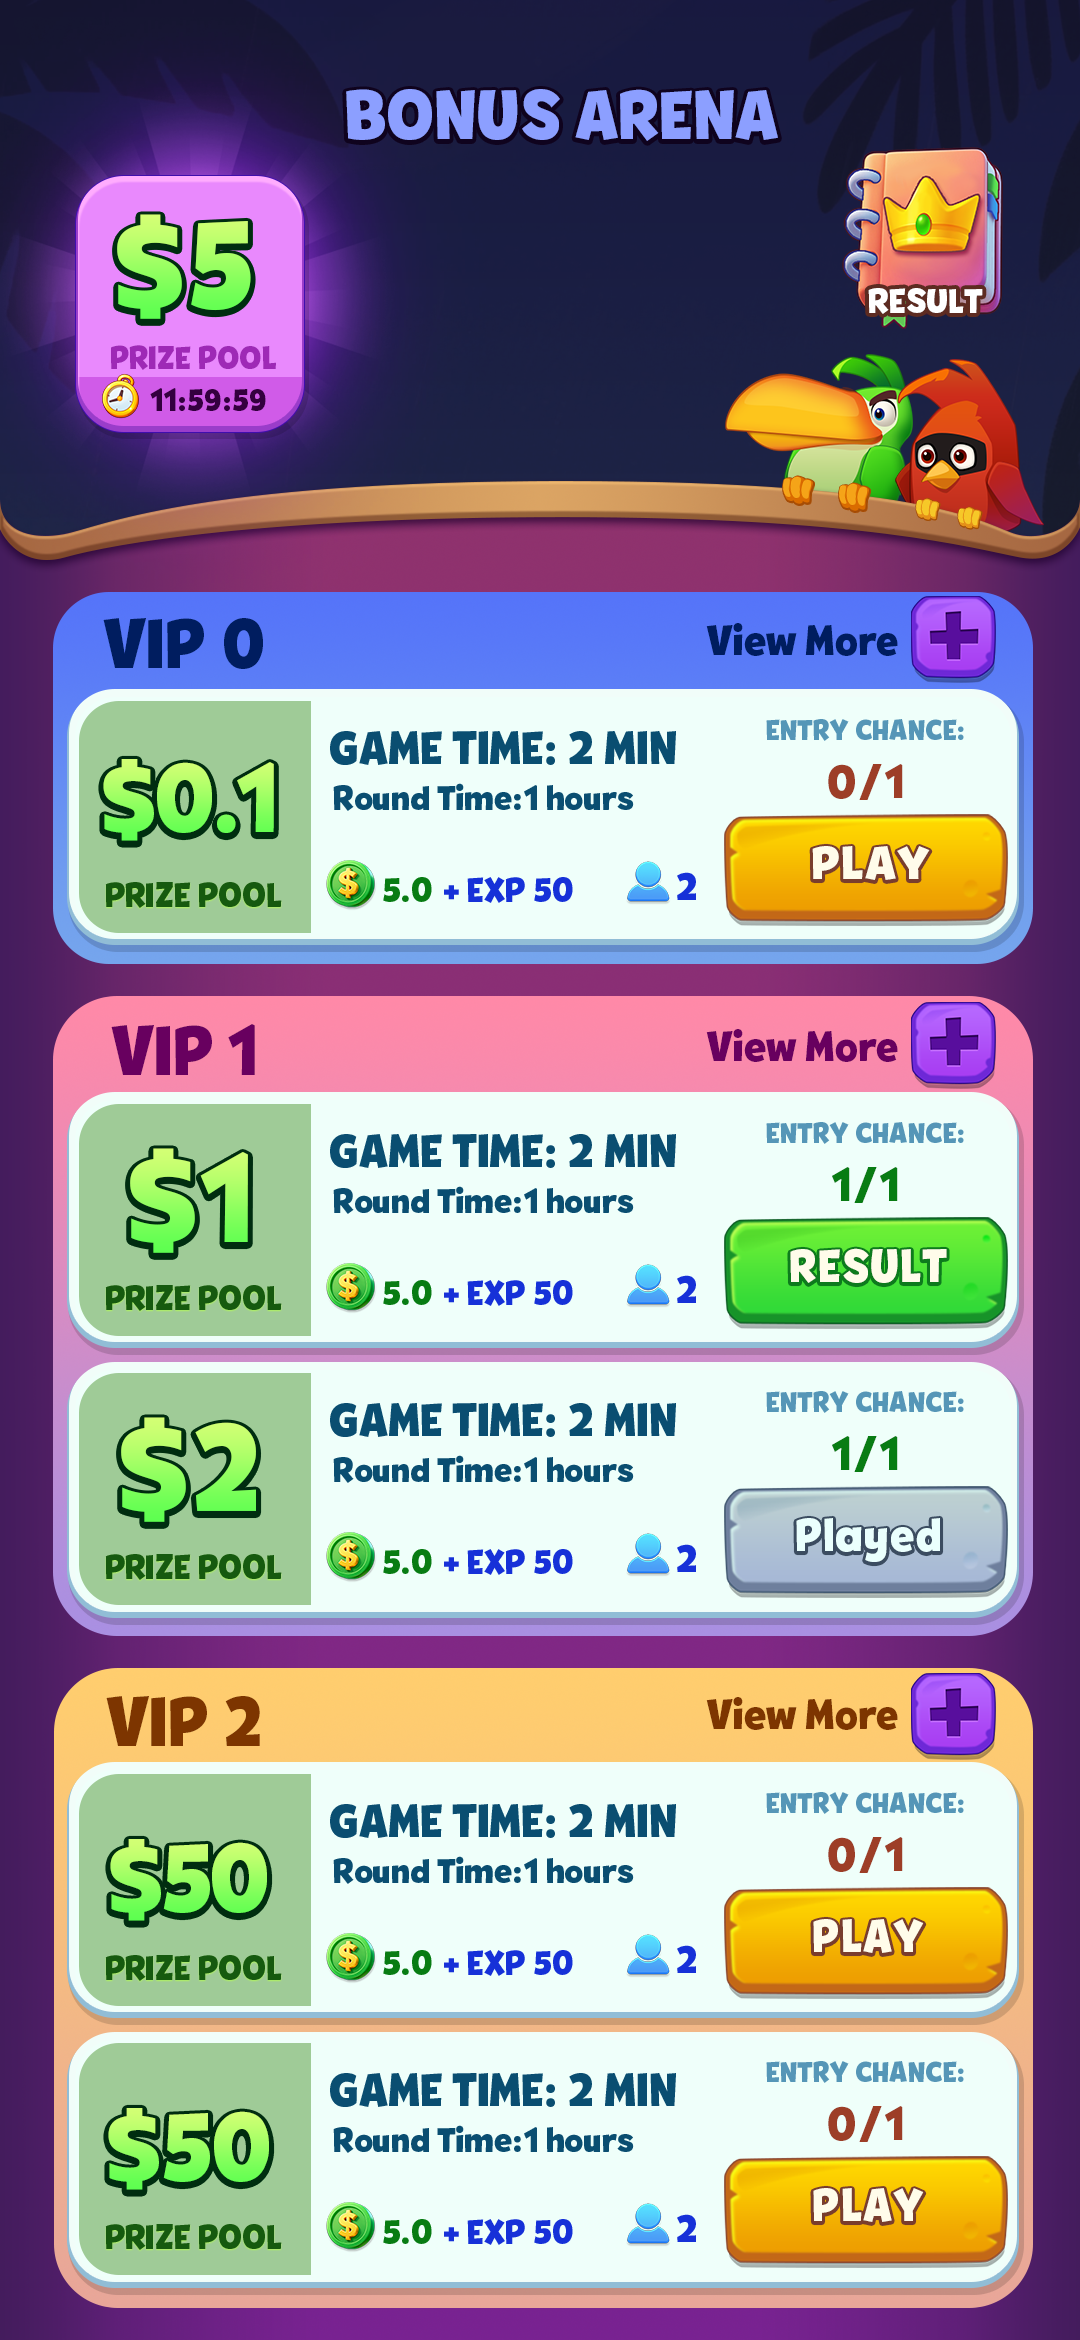 BONUS ARENA
$5
PRIZE POOL
11:59:59
RESULT
VIP 0
View More
$0.1
PRIZE POOL
GAME TIME: 2 MIN
Round Time:1 hours
$ 5.0 + EXP 50
2
ENTRY CHANCE:
0/1
PLAY
VIP 1
View More
$1
PRIZE POOL
GAME TIME: 2 MIN
Round Time:1 hours
$ 5.0 + EXP 50
2
ENTRY CHANCE:
1/1
RESULT
$2
PRIZE POOL
GAME TIME: 2 MIN
Round Time:1 hours
$ 5.0 + EXP 50
2
ENTRY CHANCE:
1/1
Played
VIP 2
View More
$50
PRIZE POOL
GAME TIME: 2 MIN
Round Time:1 hours
$ 5.0 + EXP 50
2
ENTRY CHANCE:
0/1
PLAY
$50
PRIZE POOL
GAME TIME: 2 MIN
Round Time:1 hours
$ 5.0 + EXP 50
2
ENTRY CHANCE:
0/1
PLAY